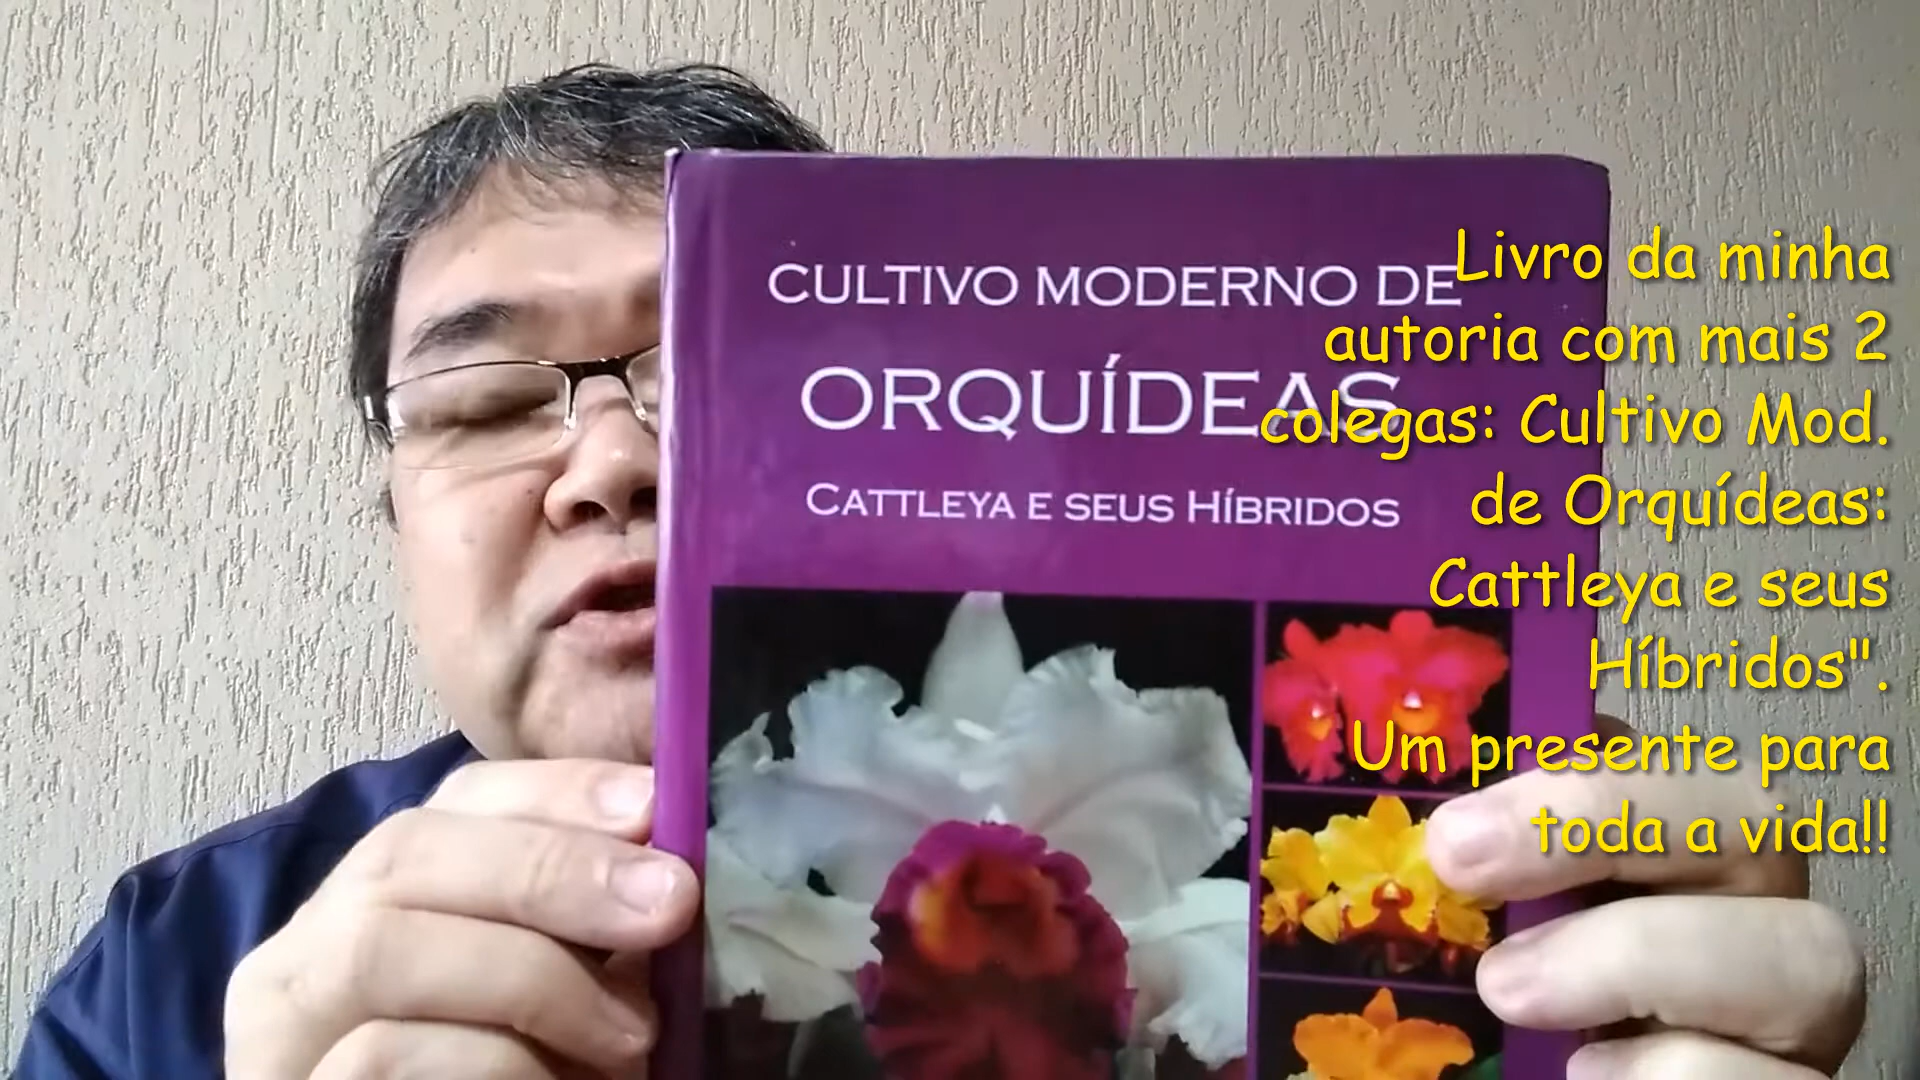 CULTIVO MODERNO DE
ORQUÍDEAS
CATTLEYA E SEUS HÍBRIDOS
Livro da minha
autoria com mais 2
colegas: Cultivo Mod.
de Orquídeas:
Cattleya e seus
Híbridos".
Um presente para
toda a vida!!